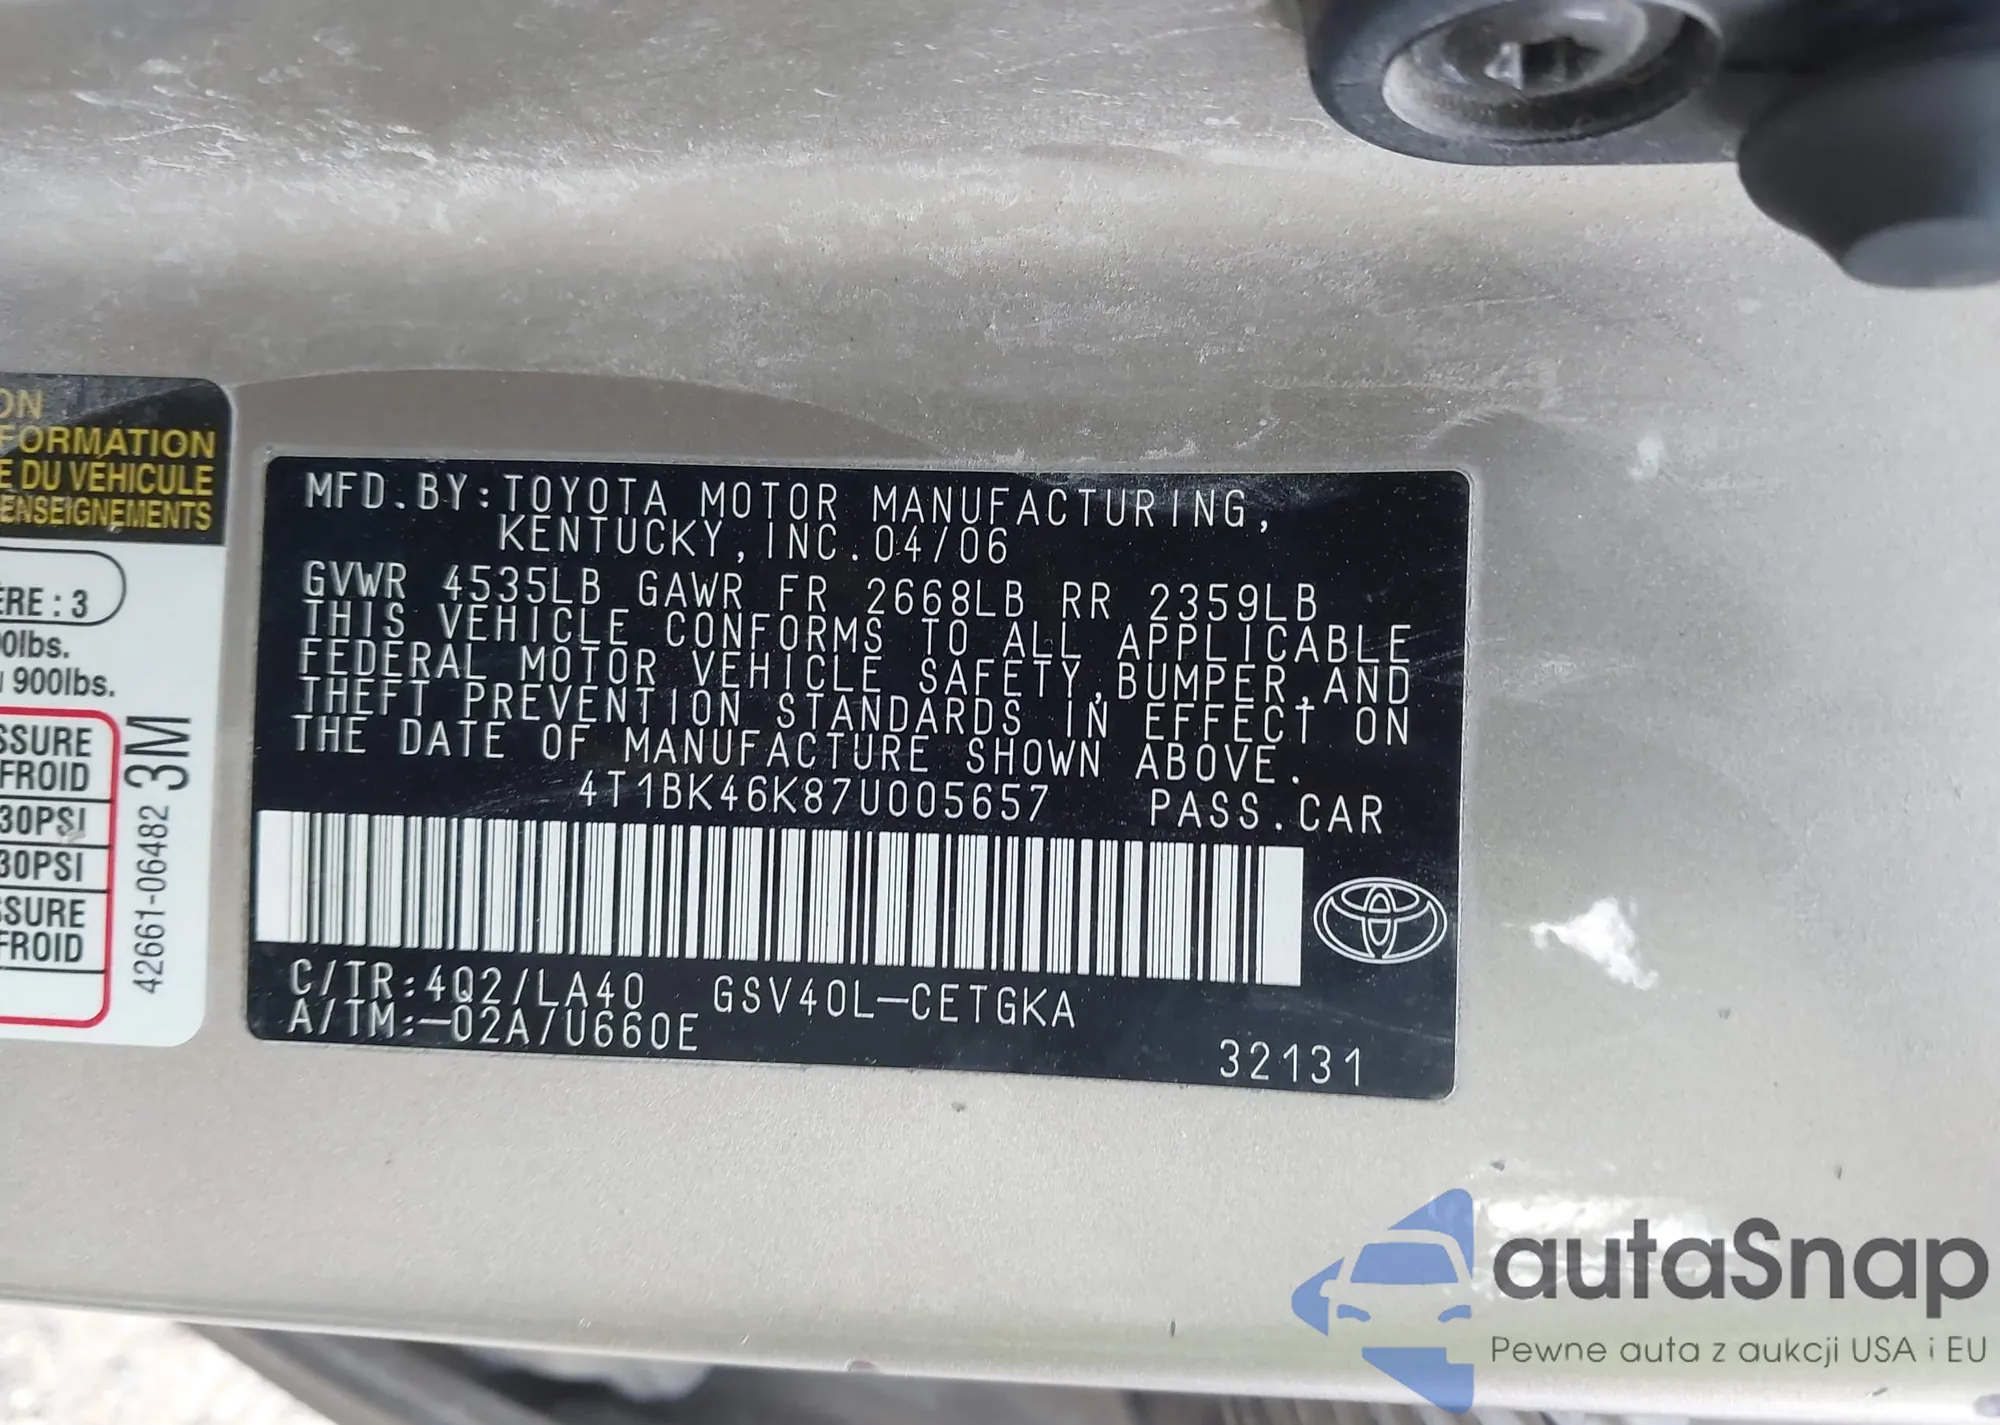 ON
FORMATION
E DU VÉHICULE
ENSEIGNEMENTS
ÈRE : 3
0lbs.
900lbs.
SSURE
FROID
30PSI
30PSI
SSURE
FROID
3M
42661-06482
MFD.BY:TOYOTA MOTOR MANUFACTURING,
KENTUCKY,INC.04/06
GVWR 4535LB GAWR FR 2668LB RR 2359LB
THIS VEHICLE CONFORMS TO ALL APPLICABLE
FEDERAL MOTOR VEHICLE SAFETY,BUMPER,AND
THEFT PREVENTION STANDARDS IN EFFECT ON
THE DATE OF MANUFACTURE SHOWN ABOVE.
4T1BK46K87U005657 PASS.CAR
C/TR:4Q2/LA40 GSV40L-CETGKA
A/TM:-02A/U660E
32131
autaSnap
Pewne auta z aukcji USA i EU